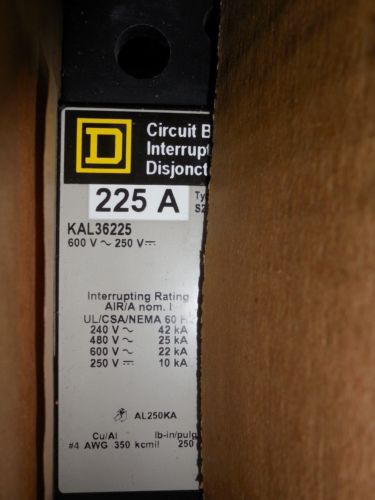 D
Circuit B
Interrupt
Disjonct
225 A
Ty
S2
KAL36225
600 V ~ 250 V⎓
Interrupting Rating
AIR/A nom. I
UL/CSA/NEMA 60 H
240 V ~ 42 kA
480 V ~ 25 kA
600 V ~ 22 kA
250 V ⎓ 10 kA
AL250KA
Cu/Al lb-in/pulg
#4 AWG 350 kcmil 250